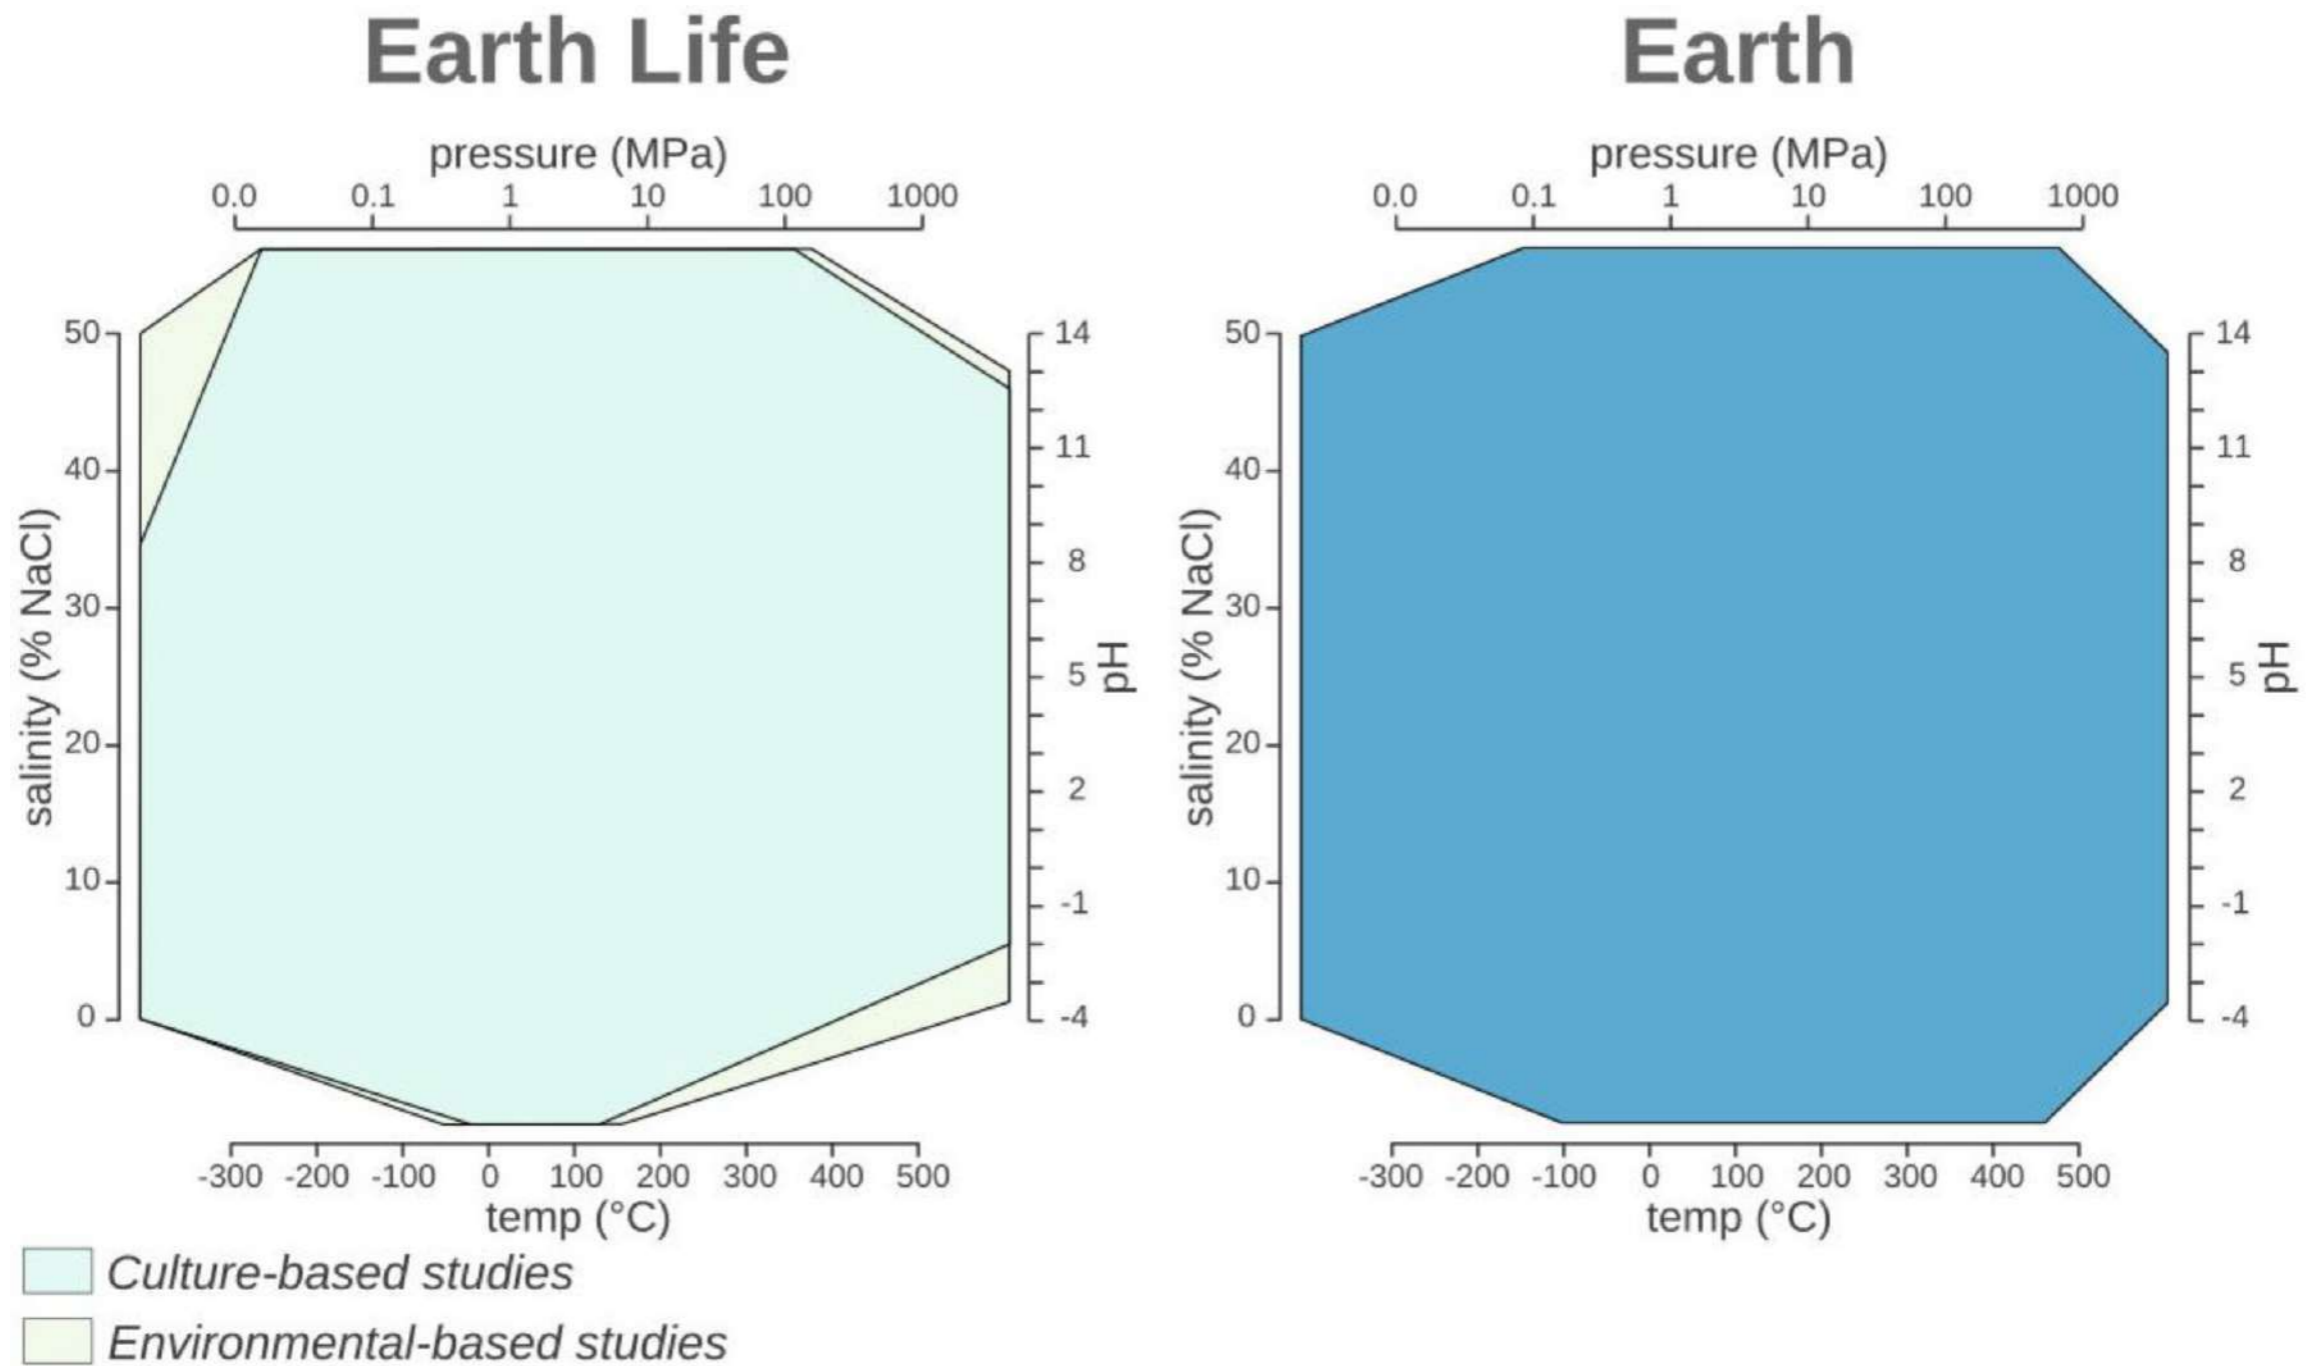 Earth Life
pressure (MPa)
0.0 0.1 1 10 100 1000
50
40
30
20
10
0
salinity (% NaCl)
14
11
8
5
2
-1
-4
pH
-300 -200 -100 0 100 200 300 400 500
temp (°C)
Culture-based studies
Environmental-based studies
Earth
pressure (MPa)
0.0 0.1 1 10 100 1000
50
40
30
20
10
0
salinity (% NaCl)
14
11
8
5
2
-1
-4
pH
-300 -200 -100 0 100 200 300 400 500
temp (°C)